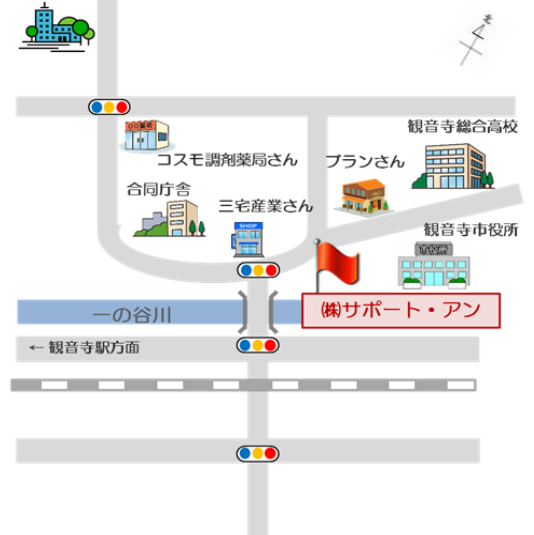 北
観音寺総合高校
コスモ調剤薬局さん
プランさん
合同庁舎
三宅産業さん
SHOP
観音寺市役所
市役所
㈱サポート・アン
一の谷川
← 観音寺駅方面